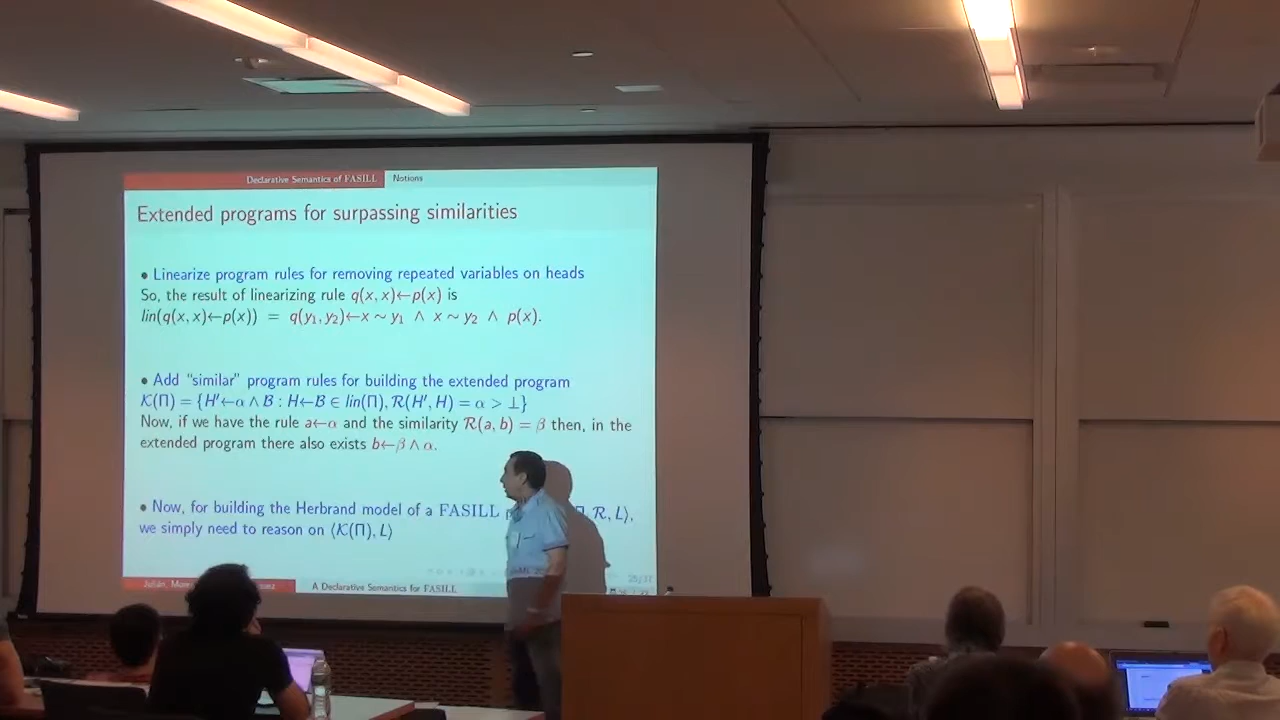 Declarative Semantics of FASILL Notions
Extended programs for surpassing similarities
• Linearize program rules for removing repeated variables on heads
So, the result of linearizing rule q(x, x)←p(x) is
lin(q(x, x)←p(x)) = q(y₁, y₂)←x ∼ y₁ ∧ x ∼ y₂ ∧ p(x).
• Add “similar” program rules for building the extended program
𝒦(Π) = {H′←α ∧ ℬ : H←ℬ ∈ lin(Π), ℛ(H′, H) = α > ⊥}
Now, if we have the rule a←α and the similarity ℛ(a, b) = β then, in the
extended program there also exists b←β ∧ α.
• Now, for building the Herbrand model of a FASILL ℛ, L⟩,
we simply need to reason on ⟨𝒦(Π), L⟩
A Declarative Semantics for FASILL